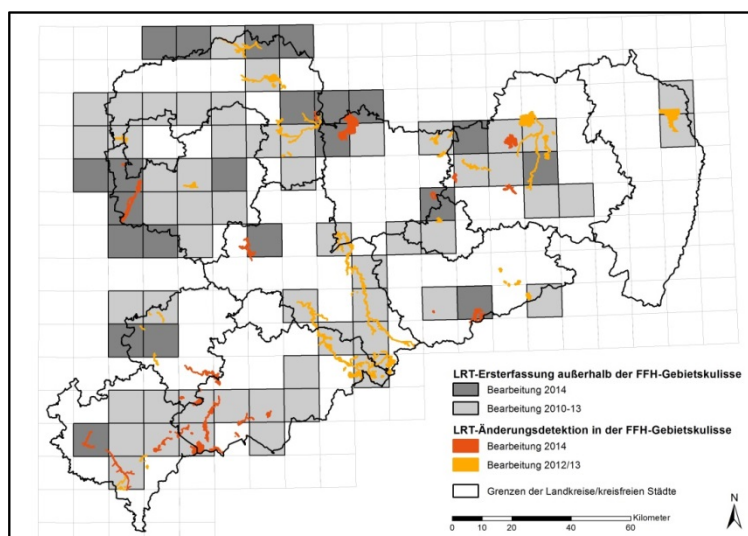 LRT-Ersterfassung außerhalb der FFH-Gebietskulisse
Bearbeitung 2014
Bearbeitung 2010-13
LRT-Änderungsdetektion in der FFH-Gebietskulisse
Bearbeitung 2014
Bearbeitung 2012/13
Grenzen der Landkreise/kreisfreien Städte
N
Kilometer
0 10 20 40 60